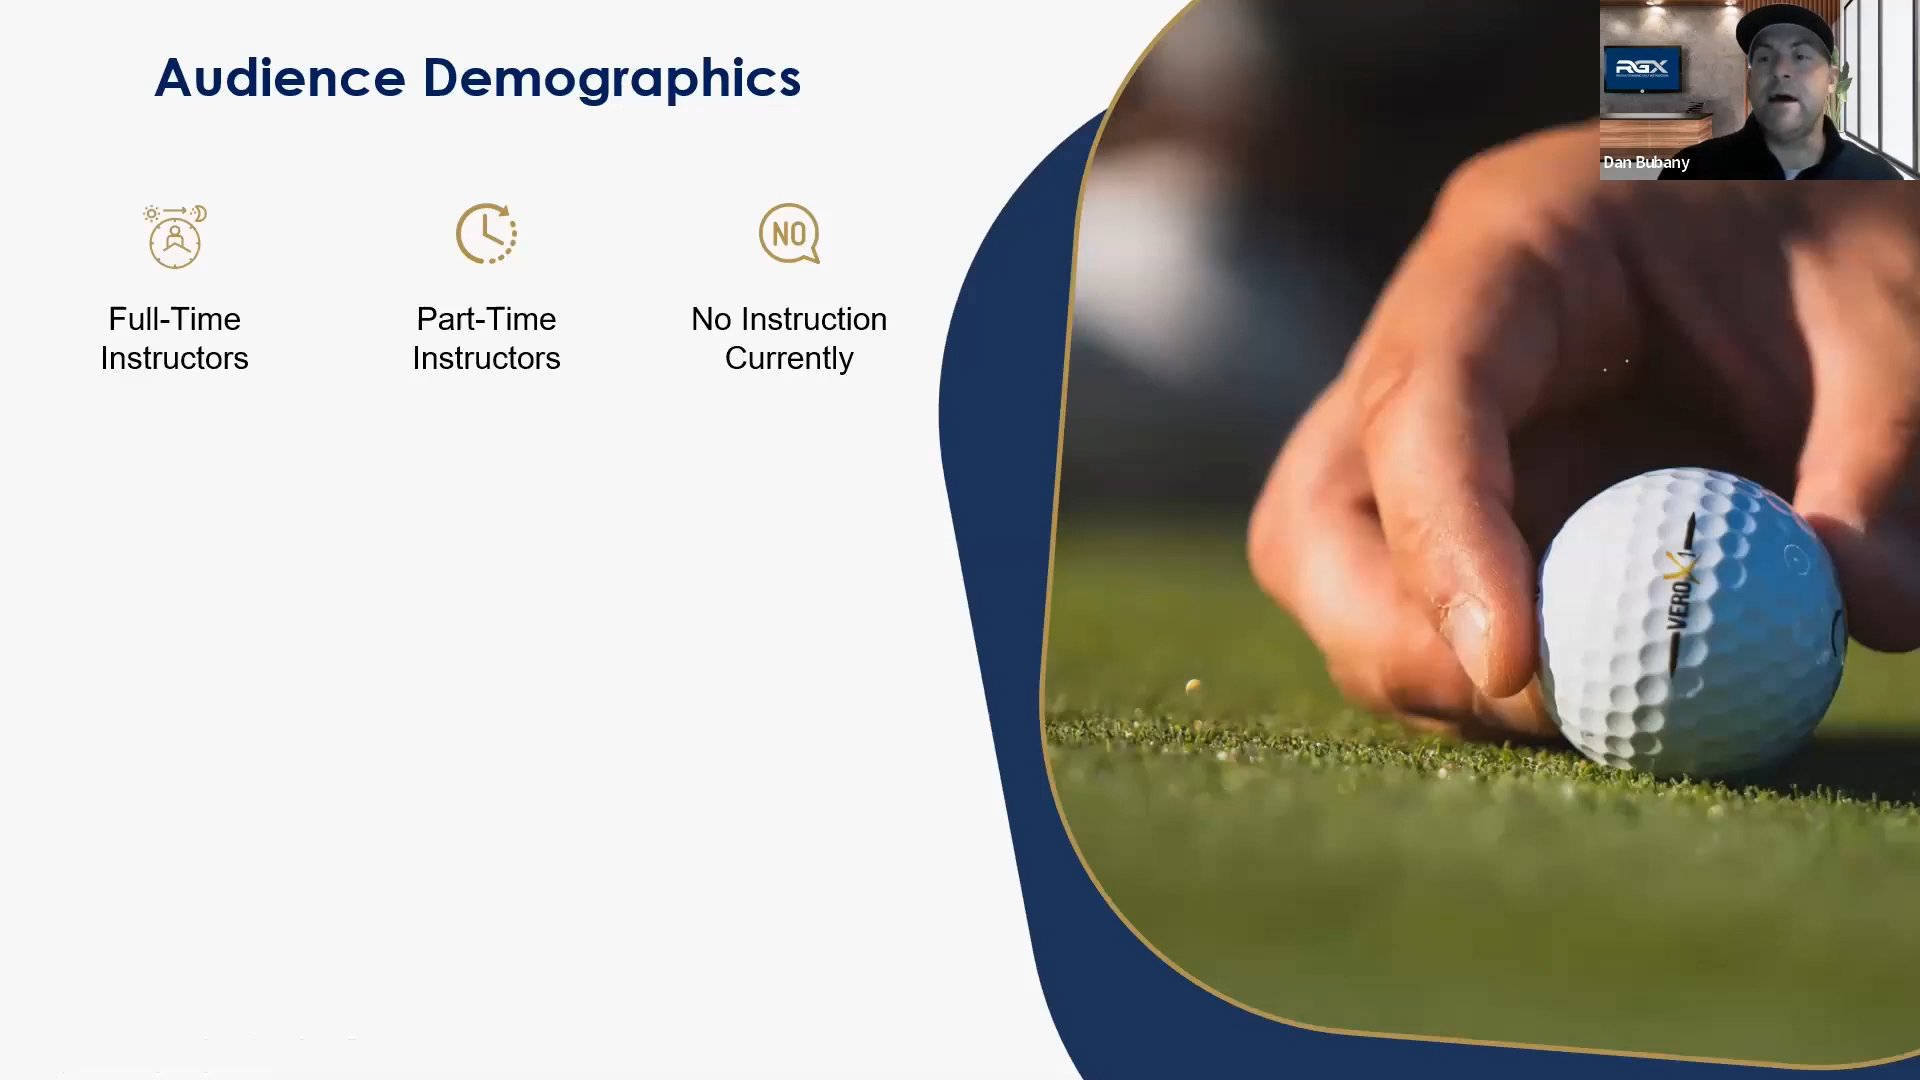 Audience Demographics
RGX
Dan Bubany
NO
Full-Time
Instructors
Part-Time
Instructors
No Instruction
Currently
VERO X1